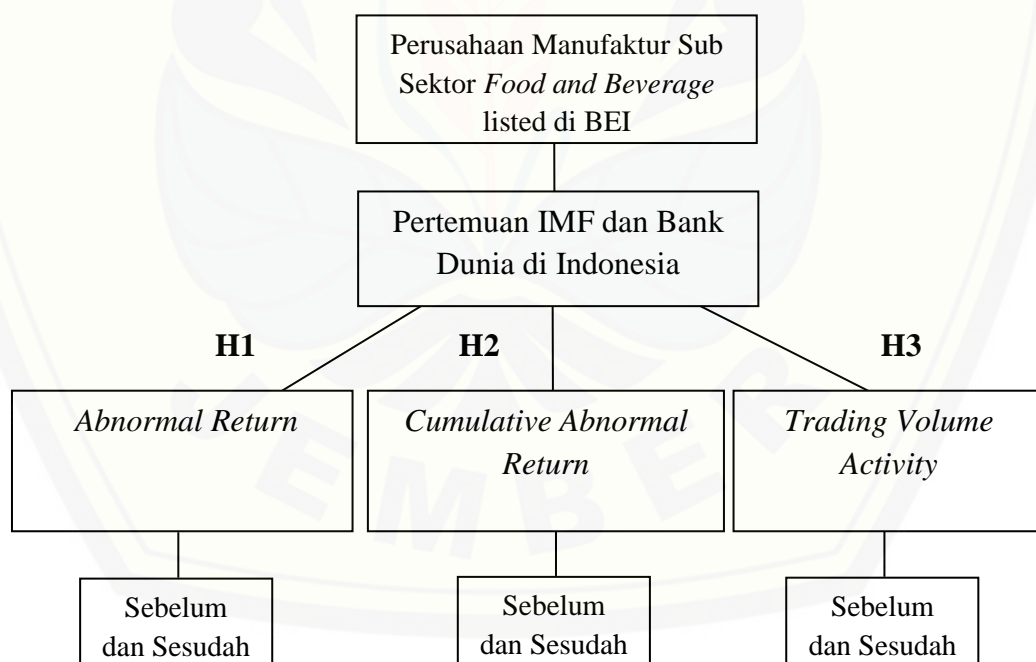 Perusahaan Manufaktur Sub
Sektor Food and Beverage
listed di BEI
Pertemuan IMF dan Bank
Dunia di Indonesia
H1
H2
H3
Abnormal Return
Cumulative Abnormal
Return
Trading Volume
Activity
JEMBER
Sebelum
dan Sesudah
Sebelum
dan Sesudah
Sebelum
dan Sesudah